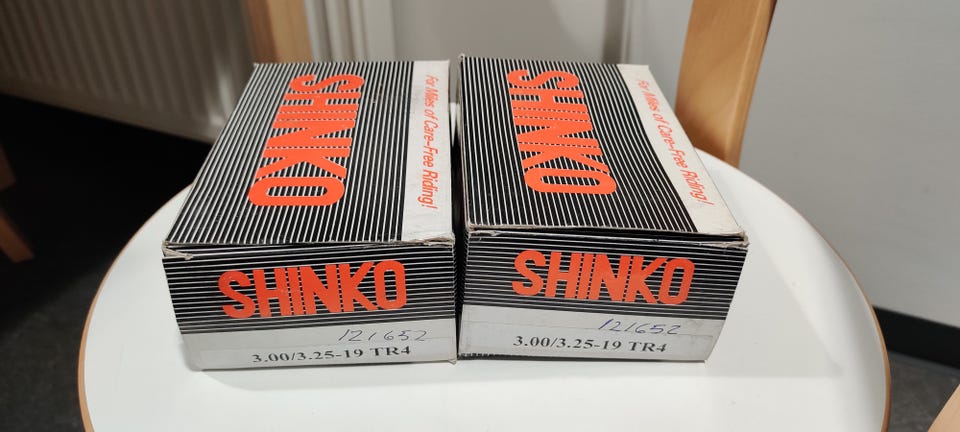 SHINKO
For Miles of Care-Free Riding!
SHINKO
121652
3.00/3.25-19 TR4
SHINKO
For Miles of Care-Free Riding!
SHINKO
121652
3.00/3.25-19 TR4